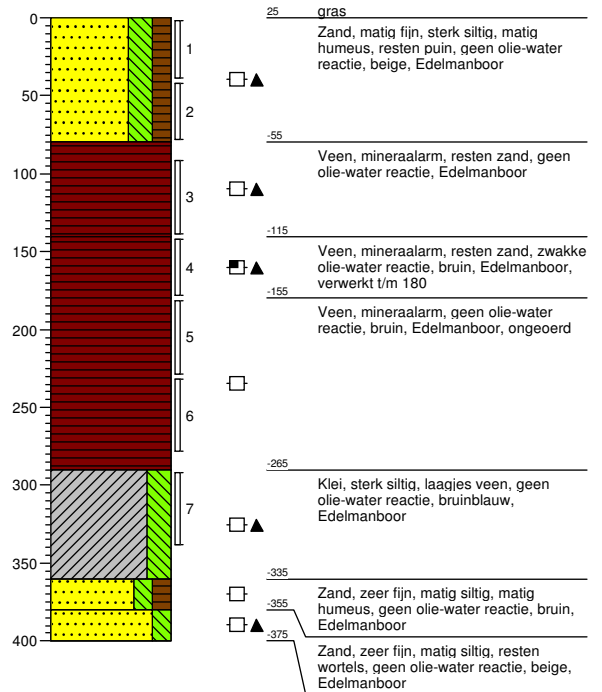 0
50
100
150
200
250
300
350
400
1
2
3
4
5
6
7
25
gras
Zand, matig fijn, sterk siltig, matig
humeus, resten puin, geen olie-water
reactie, beige, Edelmanboor
-55
Veen, mineraalarm, resten zand, geen
olie-water reactie, Edelmanboor
-115
Veen, mineraalarm, resten zand, zwakke
olie-water reactie, bruin, Edelmanboor,
verwerkt t/m 180
-155
Veen, mineraalarm, geen olie-water
reactie, bruin, Edelmanboor, ongeoerd
-265
Klei, sterk siltig, laagjes veen, geen
olie-water reactie, bruinblauw,
Edelmanboor
-335
Zand, zeer fijn, matig siltig, matig
humeus, geen olie-water reactie, bruin,
Edelmanboor
-355
-375
Zand, zeer fijn, matig siltig, resten
wortels, geen olie-water reactie, beige,
Edelmanboor